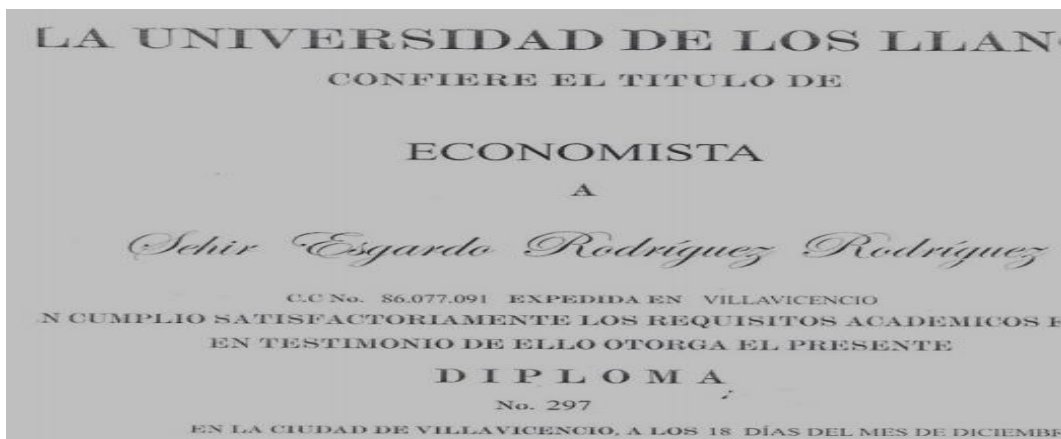 LA UNIVERSIDAD DE LOS LLANO
CONFIERE EL TITULO DE
ECONOMISTA
A
Sehir Esgardo Rodríguez Rodríguez
C.C No. 86.077.091 EXPEDIDA EN VILLAVICENCIO
N CUMPLIO SATISFACTORIAMENTE LOS REQUISITOS ACADEMICOS E
EN TESTIMONIO DE ELLO OTORGA EL PRESENTE
DIPLOMA
No. 297
EN LA CIUDAD DE VILLAVICENCIO, A LOS 18 DÍAS DEL MES DE DICIEMBR